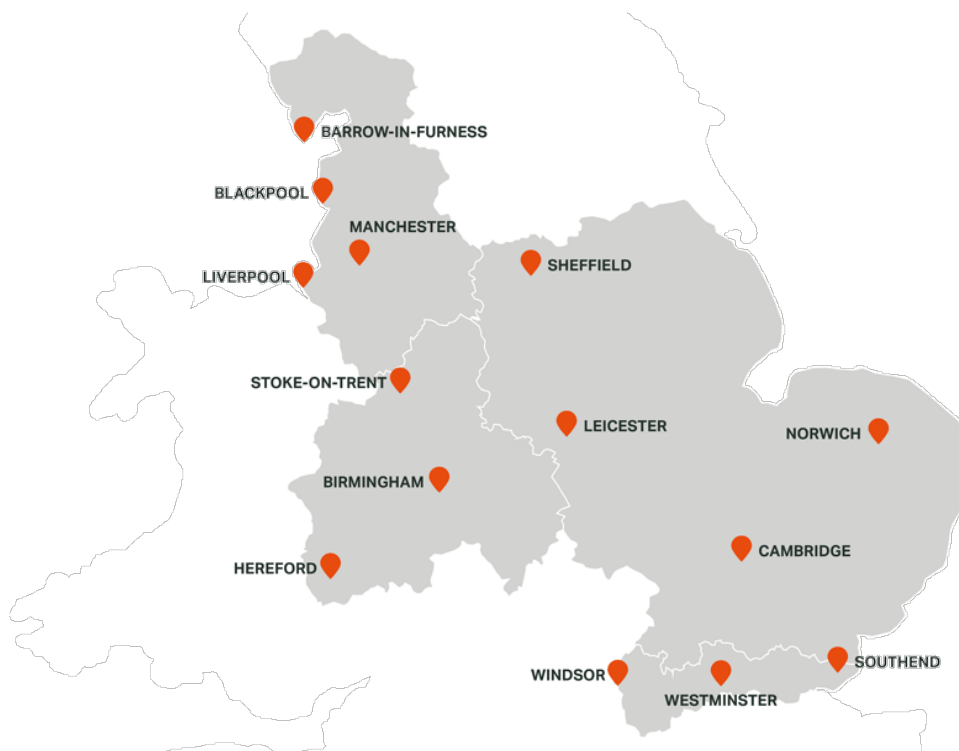 BARROW-IN-FURNESS
BLACKPOOL
MANCHESTER
LIVERPOOL
SHEFFIELD
STOKE-ON-TRENT
LEICESTER
NORWICH
BIRMINGHAM
CAMBRIDGE
HEREFORD
SOUTHEND
WINDSOR
WESTMINSTER